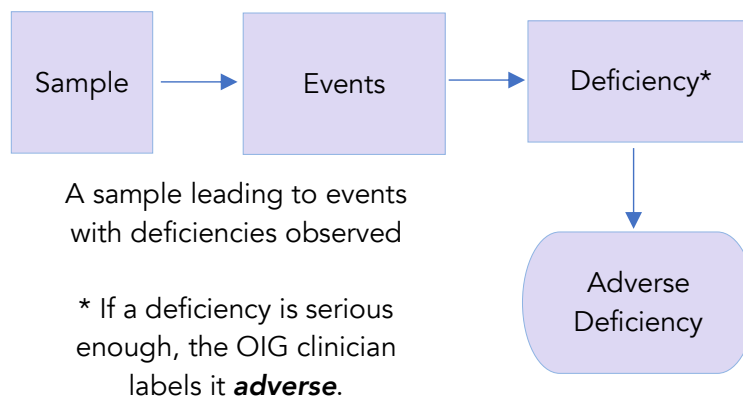 Sample
Events
Deficiency*
A sample leading to events
with deficiencies observed
Adverse
Deficiency
* If a deficiency is serious
enough, the OIG clinician
labels it adverse.